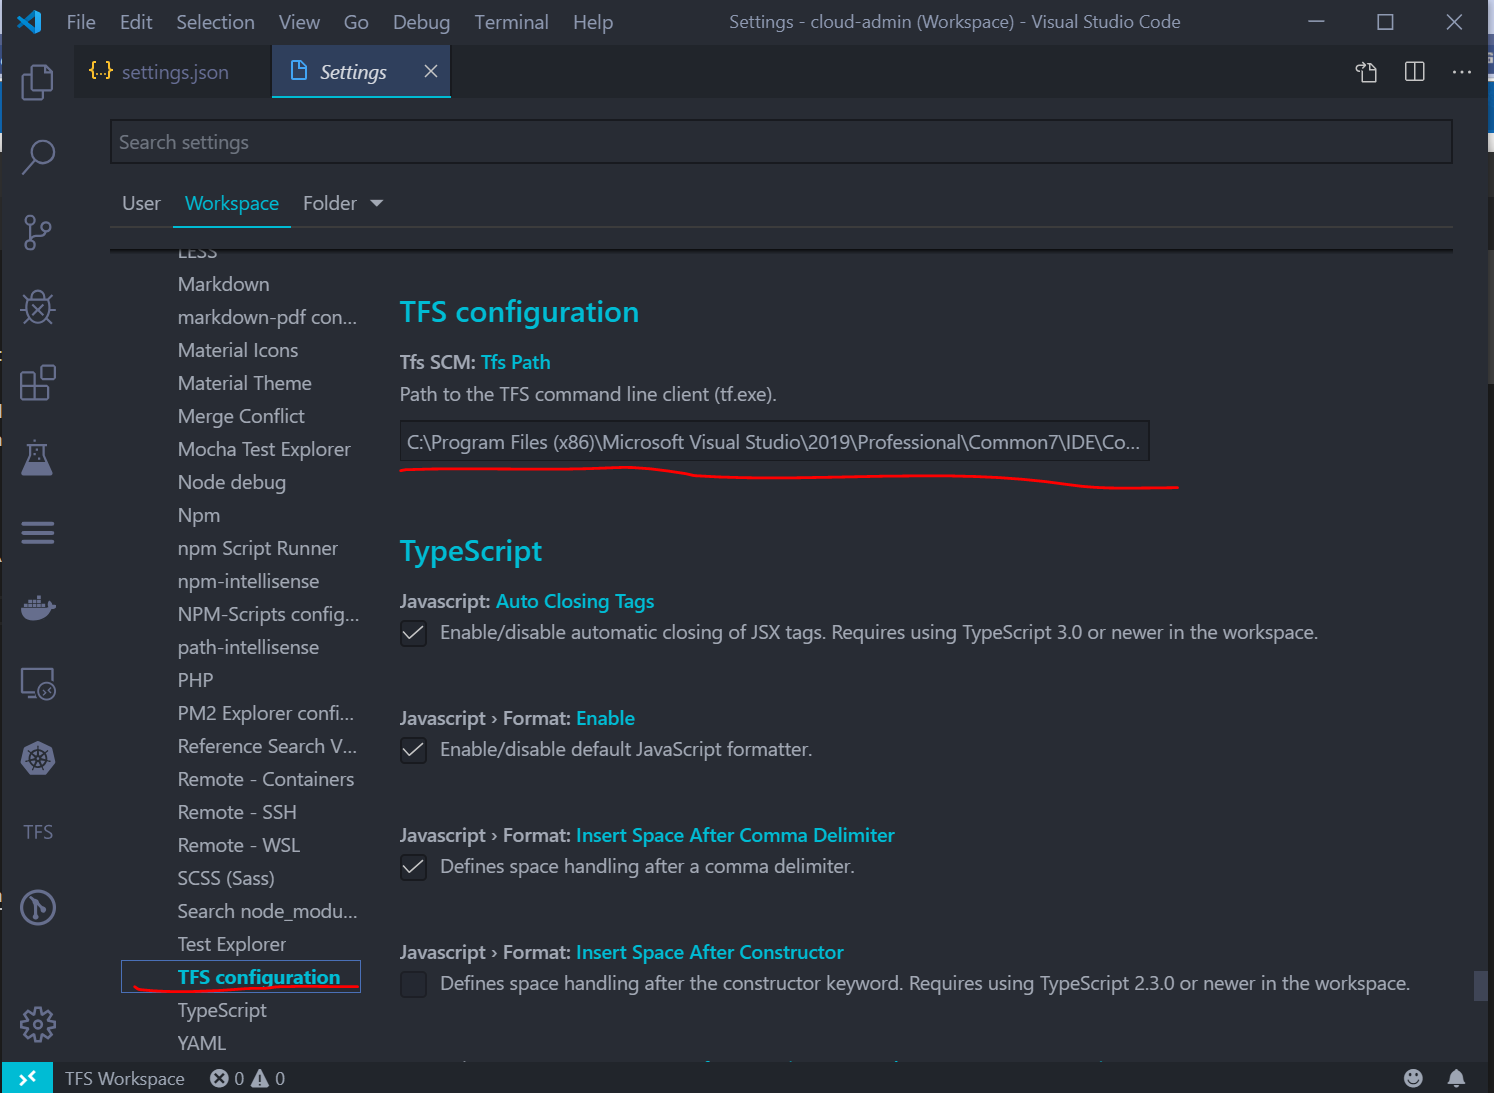 File Edit Selection View Go Debug Terminal Help Settings - cloud-admin (Workspace) - Visual Studio Code
{..} settings.json Settings
Search settings
User Workspace Folder
LESS
Markdown
markdown-pdf con...
Material Icons
Material Theme
Merge Conflict
Mocha Test Explorer
Node debug
Npm
npm Script Runner
npm-intellisense
NPM-Scripts config...
path-intellisense
PHP
PM2 Explorer confi...
Reference Search V...
Remote - Containers
Remote - SSH
Remote - WSL
SCSS (Sass)
Search node_modu...
Test Explorer
TFS configuration
TypeScript
YAML
TFS configuration
Tfs SCM: Tfs Path
Path to the TFS command line client (tf.exe).
C:\Program Files (x86)\Microsoft Visual Studio\2019\Professional\Common7\IDE\Co...
TypeScript
Javascript: Auto Closing Tags
Enable/disable automatic closing of JSX tags. Requires using TypeScript 3.0 or newer in the workspace.
Javascript › Format: Enable
Enable/disable default JavaScript formatter.
Javascript › Format: Insert Space After Comma Delimiter
Defines space handling after a comma delimiter.
Javascript › Format: Insert Space After Constructor
Defines space handling after the constructor keyword. Requires using TypeScript 2.3.0 or newer in the workspace.
TFS
TFS Workspace 0 0